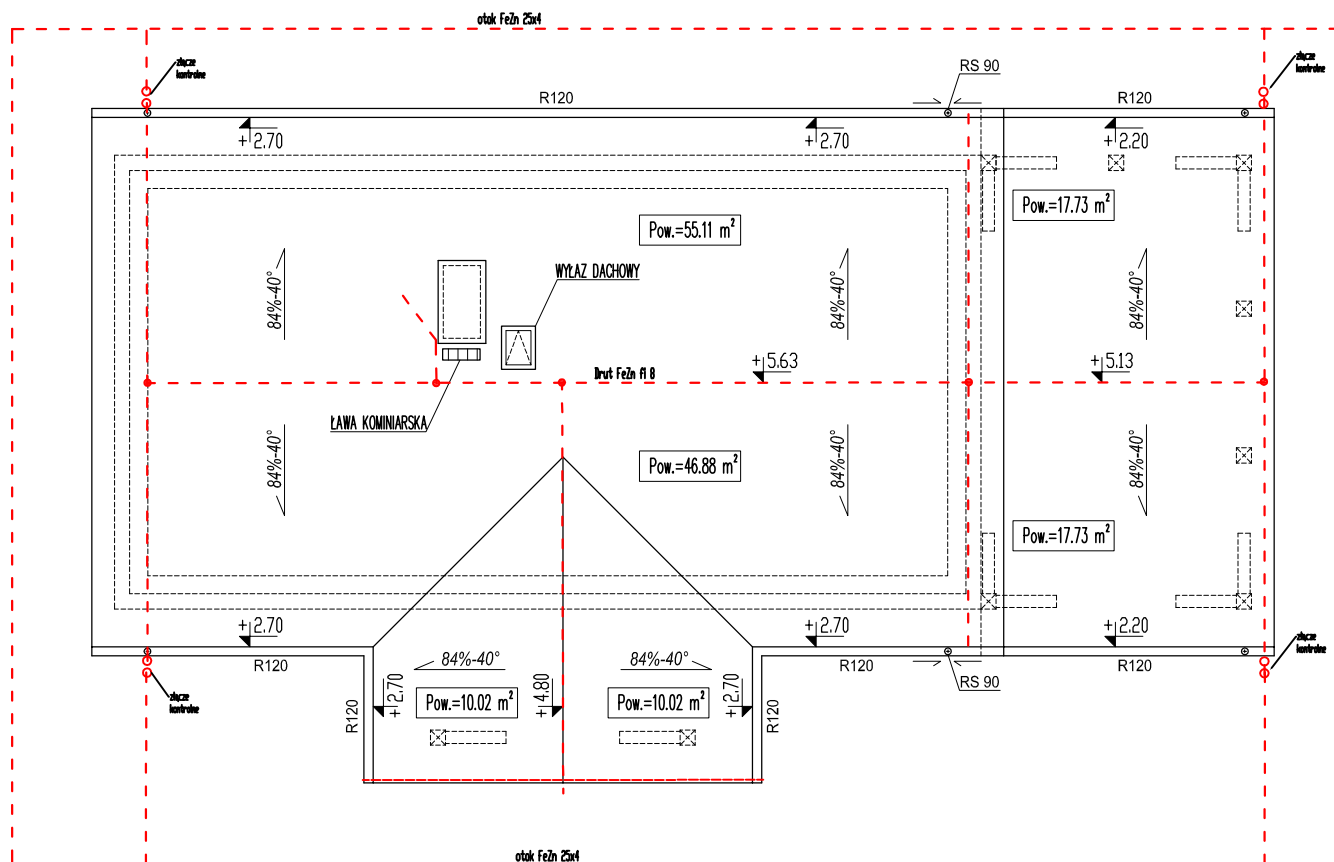 otok FeZn 25x4
złącze
kontrolne
złącze
kontrolne
RS 90
R120
R120
+2.70
+2.70
+2.20
Pow.=17.73 m²
Pow.=55.11 m²
84%-40°
84%-40°
84%-40°
WYŁAZ DACHOWY
+5.63
+5.13
Drut FeZn fi 8
ŁAWA KOMINIARSKA
84%-40°
84%-40°
84%-40°
Pow.=46.88 m²
Pow.=17.73 m²
+2.70
+2.70
+2.20
R120
R120
R120
RS 90
złącze
kontrolne
złącze
kontrolne
84%-40°
84%-40°
R120
+2.70
Pow.=10.02 m²
+4.80
Pow.=10.02 m²
+2.70
R120
otok FeZn 25x4